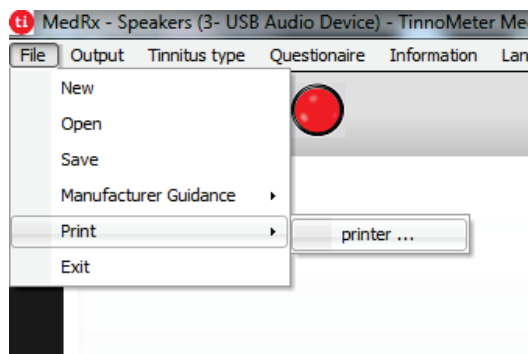 ti MedRx - Speakers (3- USB Audio Device) - TinnoMeter Me
File Output Tinnitus type Questionaire Information Lan
New
Open
Save
Manufacturer Guidance
Print
printer ...
Exit